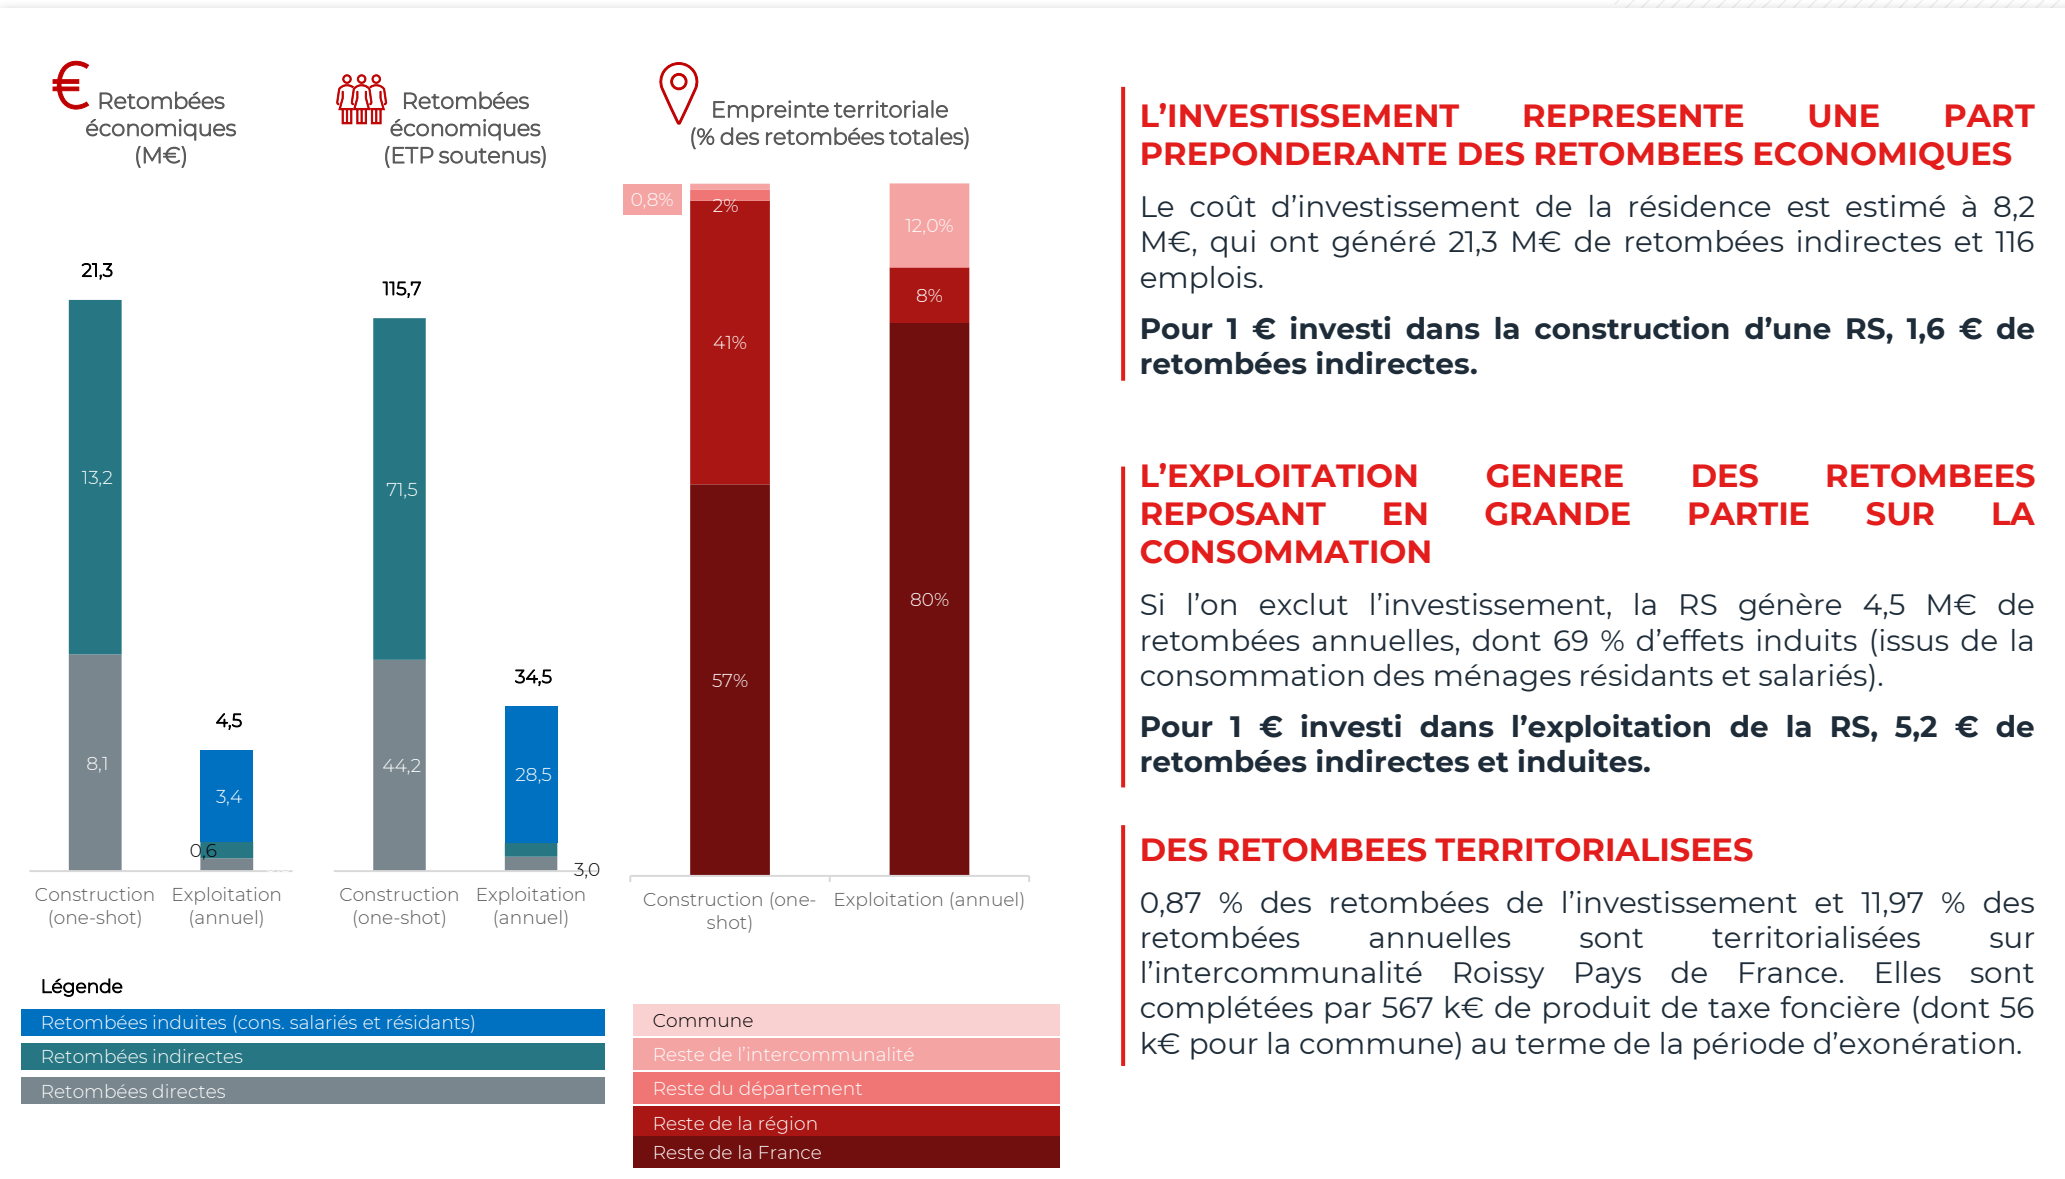 € Retombées
économiques
(M€)
Retombées
économiques
(ETP soutenus)
Empreinte territoriale
(% des retombées totales)
21,3
13,2
8,1
4,5
3,4
0,6
Construction
(one-shot)
Exploitation
(annuel)
115,7
71,5
44,2
34,5
28,5
3,0
Construction
(one-shot)
Exploitation
(annuel)
0,8%
2%
41%
57%
12,0%
8%
80%
Construction (one-
shot)
Exploitation (annuel)
Légende
Retombées induites (cons. salariés et résidants)
Retombées indirectes
Retombées directes
Commune
Reste de l'intercommunalité
Reste du département
Reste de la région
Reste de la France
L'INVESTISSEMENT REPRESENTE UNE PART
PREPONDERANTE DES RETOMBEES ECONOMIQUES
Le coût d'investissement de la résidence est estimé à 8,2
M€, qui ont généré 21,3 M€ de retombées indirectes et 116
emplois.
Pour 1 € investi dans la construction d'une RS, 1,6 € de
retombées indirectes.
L'EXPLOITATION GENERE DES RETOMBEES
REPOSANT EN GRANDE PARTIE SUR LA
CONSOMMATION
Si l'on exclut l'investissement, la RS génère 4,5 M€ de
retombées annuelles, dont 69 % d'effets induits (issus de la
consommation des ménages résidants et salariés).
Pour 1 € investi dans l'exploitation de la RS, 5,2 € de
retombées indirectes et induites.
DES RETOMBEES TERRITORIALISEES
0,87 % des retombées de l'investissement et 11,97 % des
retombées annuelles sont territorialisées sur
l'intercommunalité Roissy Pays de France. Elles sont
complétées par 567 k€ de produit de taxe foncière (dont 56
k€ pour la commune) au terme de la période d'exonération.